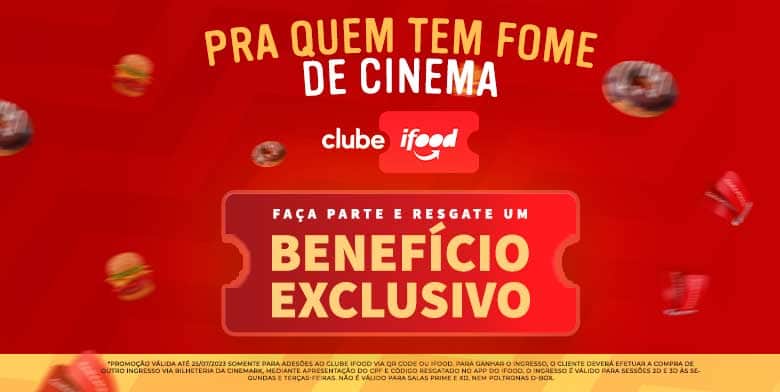 PRA QUEM TEM FOME
DE CINEMA
clube ifood
FAÇA PARTE E RESGATE UM
BENEFÍCIO
EXCLUSIVO
*PROMOÇÃO VÁLIDA ATÉ 25/07/2023 SOMENTE PARA ADESÕES AO CLUBE IFOOD VIA QR CODE OU IFOOD. PARA GANHAR O INGRESSO, O CLIENTE DEVERÁ EFETUAR A COMPRA DE
OUTRO INGRESSO VIA BILHETERIA DA CINEMARK, MEDIANTE APRESENTAÇÃO DO CPF E CÓDIGO RESGATADO NO APP DO IFOOD. O INGRESSO É VÁLIDO PARA SESSÕES 2D E 3D ÀS SE-
GUNDAS E TERÇAS-FEIRAS. NÃO É VÁLIDO PARA SALAS PRIME E XD, NEM POLTRONAS D-BOX.